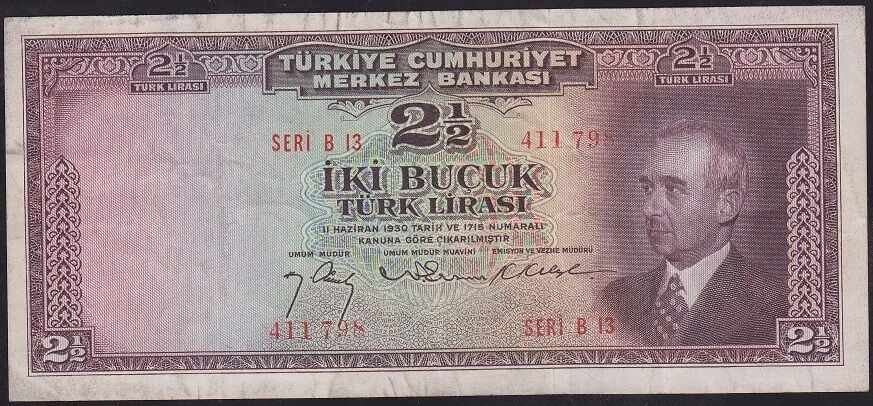 2½
TÜRK LİRASI
TÜRKİYE CUMHURİYET
MERKEZ BANKASI
2½
TÜRK LİRASI
2½
SERİ B 13
411 798
İKİ BUÇUK
TÜRK LİRASI
11 HAZİRAN 1930 TARİH VE 1715 NUMARALI
KANUNA GÖRE ÇIKARILMIŞTIR
UMUM MÜDÜR
UMUM MÜDÜR MUAVİNİ
EMİSYON VE VEZNE MÜDÜRÜ
411 798
SERİ B 13
2½
2½